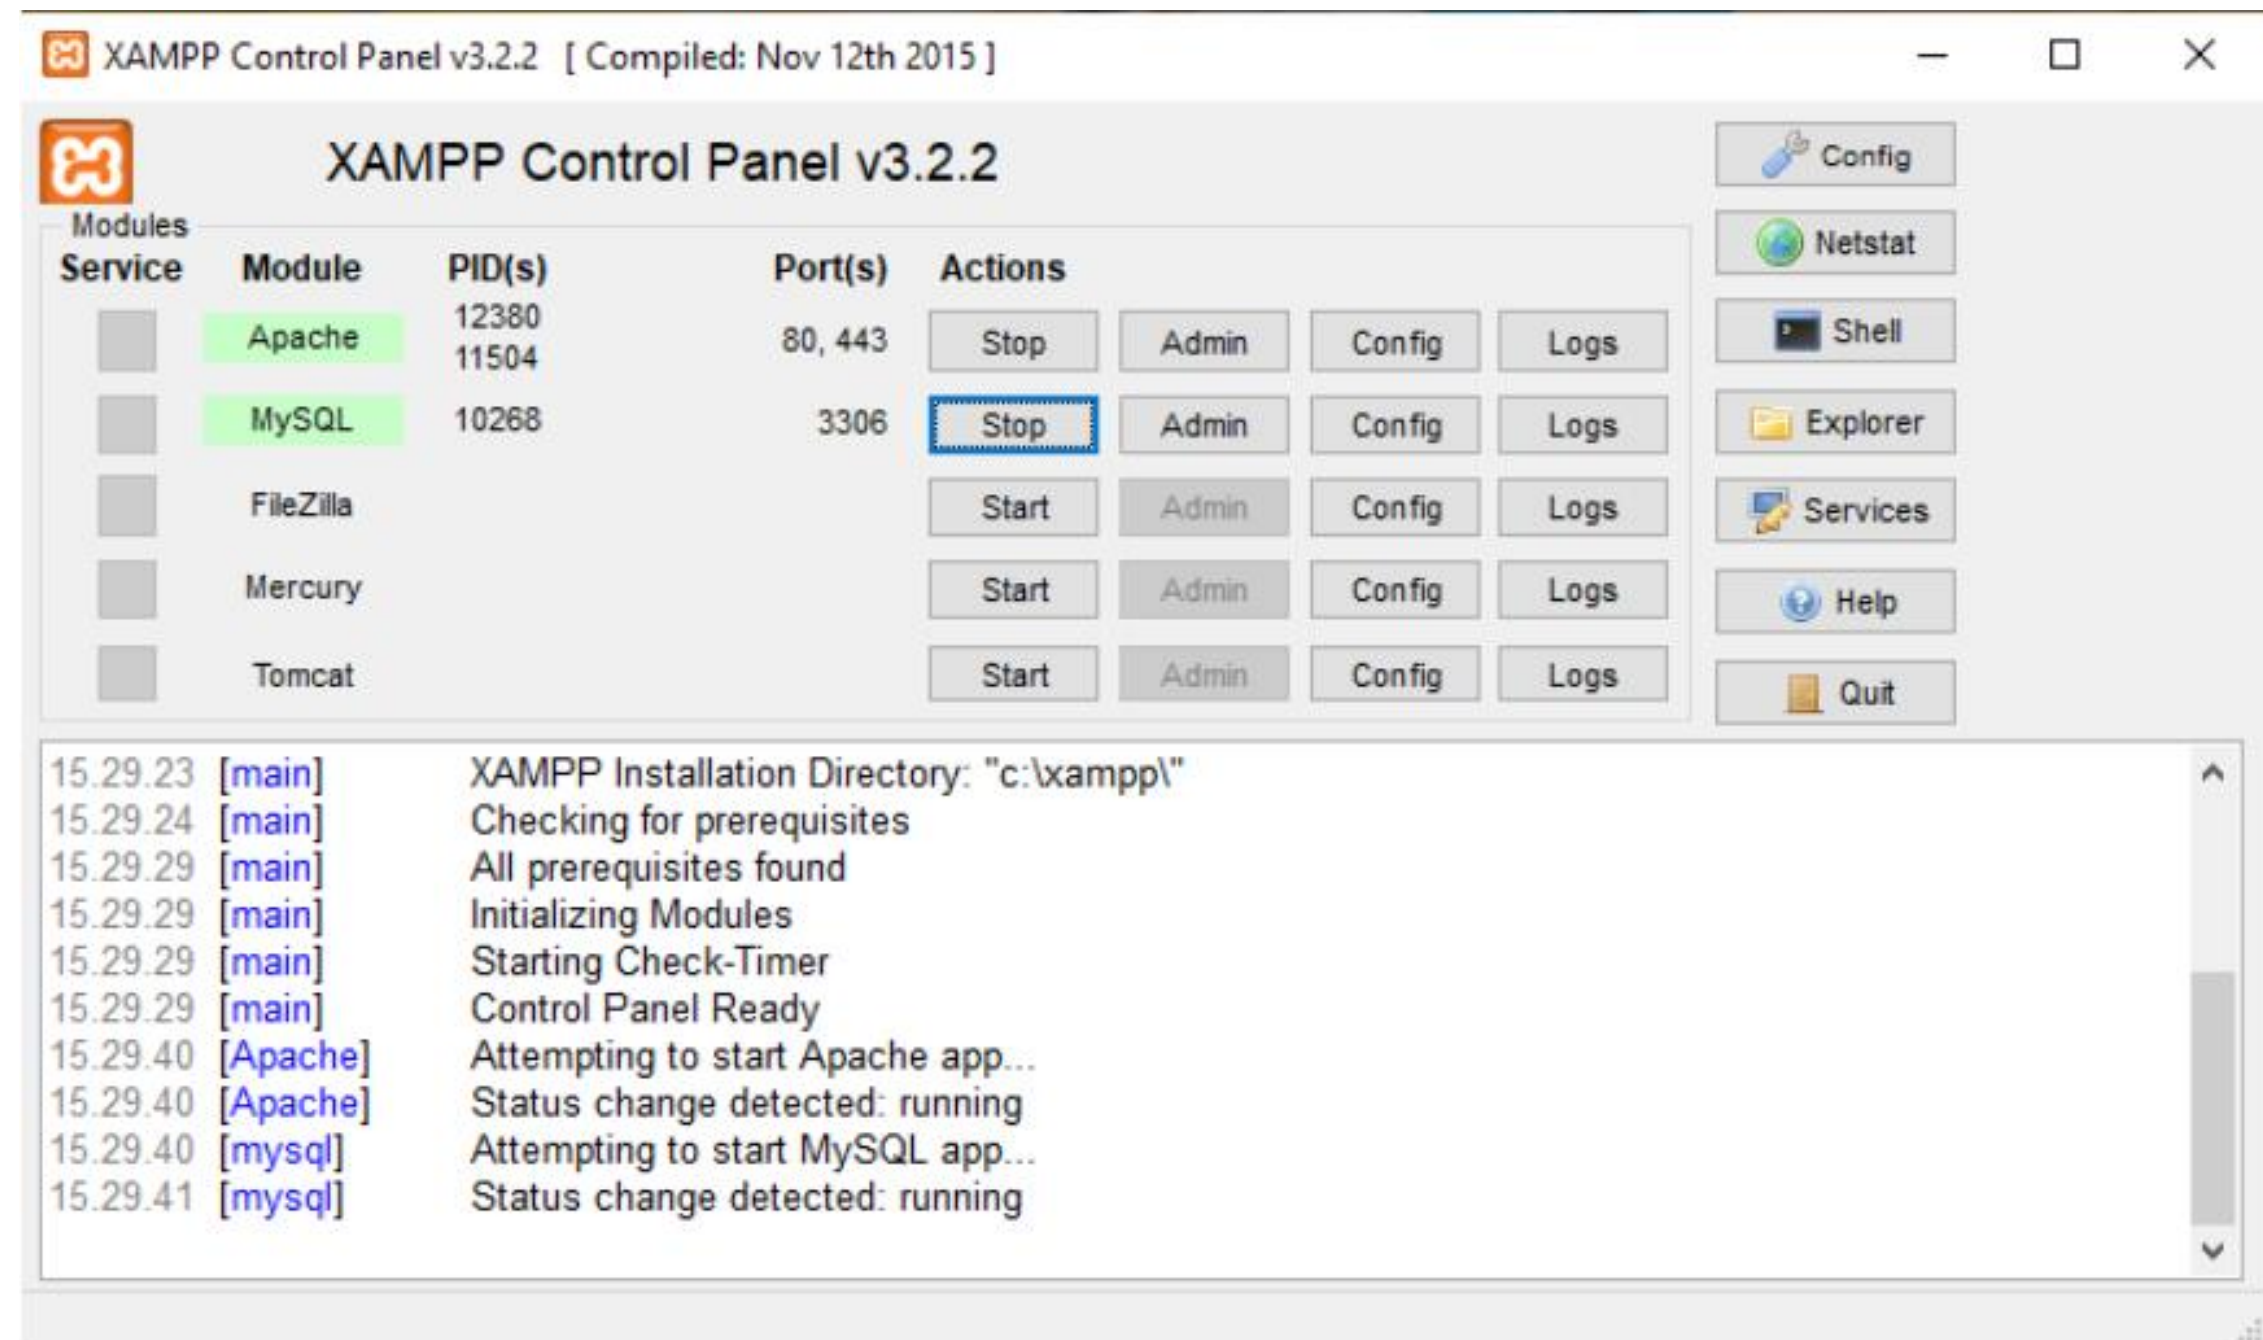 XAMPP Control Panel v3.2.2 [ Compiled: Nov 12th 2015 ]
XAMPP Control Panel v3.2.2
Config
Modules
Netstat
Service Module PID(s) Port(s) Actions
Apache 12380 11504 80, 443 Stop Admin Config Logs
Shell
MySQL 10268 3306 Stop Admin Config Logs
Explorer
FileZilla Start Admin Config Logs
Services
Mercury Start Admin Config Logs
Help
Tomcat Start Admin Config Logs
Quit
15.29.23 [main] XAMPP Installation Directory: "c:\xampp\"
15.29.24 [main] Checking for prerequisites
15.29.29 [main] All prerequisites found
15.29.29 [main] Initializing Modules
15.29.29 [main] Starting Check-Timer
15.29.29 [main] Control Panel Ready
15.29.40 [Apache] Attempting to start Apache app...
15.29.40 [Apache] Status change detected: running
15.29.40 [mysql] Attempting to start MySQL app...
15.29.41 [mysql] Status change detected: running